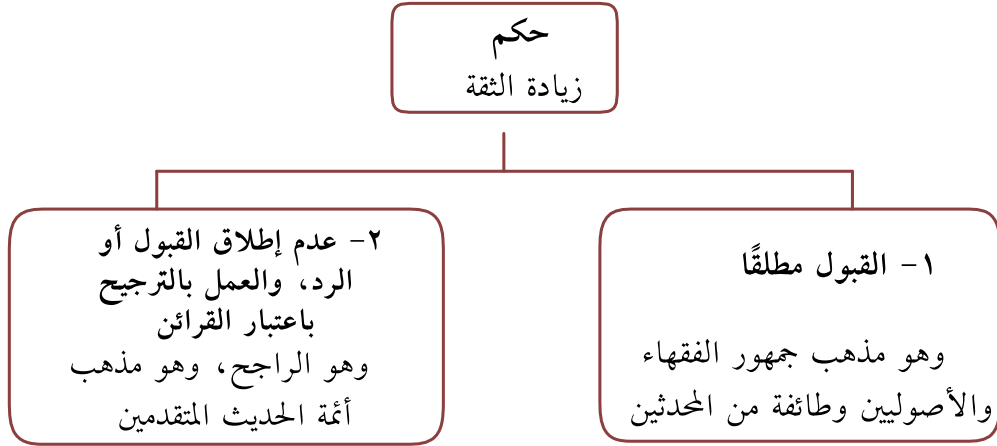 حكم
زيادة الثقة
١- القبول مطلقًا
وهو مذهب جمهور الفقهاء
والأصوليين وطائفة من المحدثين
٢- عدم إطلاق القبول أو
الرد، والعمل بالترجيح
باعتبار القرائن
وهو الراجح، وهو مذهب
أئمة الحديث المتقدمين